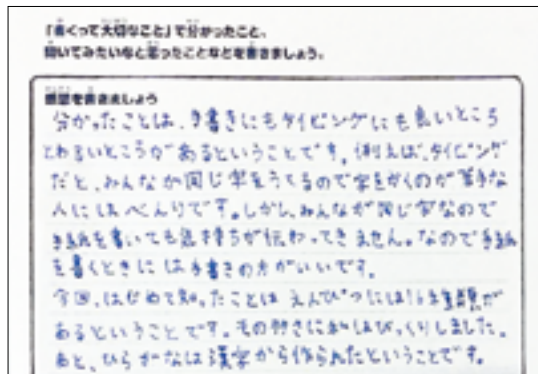 「書くって大切なこと」で分かったこと、
聞いてみたいなと思ったことなどを書きましょう。
感想を書きましょう
分かったことは、手書きにもタイピングにも良いところ
とわるいところがあるということです。例えば、タイピング
だと、みんなが同じ字をうてるので字をかくのが苦手な
人にはべんりです。しかし、みんなが同じ字なので
手紙を書いても気持ちが伝わってきません。なので手紙
を書くときには手書きの方がいいです。
今回、はじめて知ったことはえんぴつには 種類が
あるということです。その にはびっくりしました。
あと、ひらがなは漢字から作られたということです。